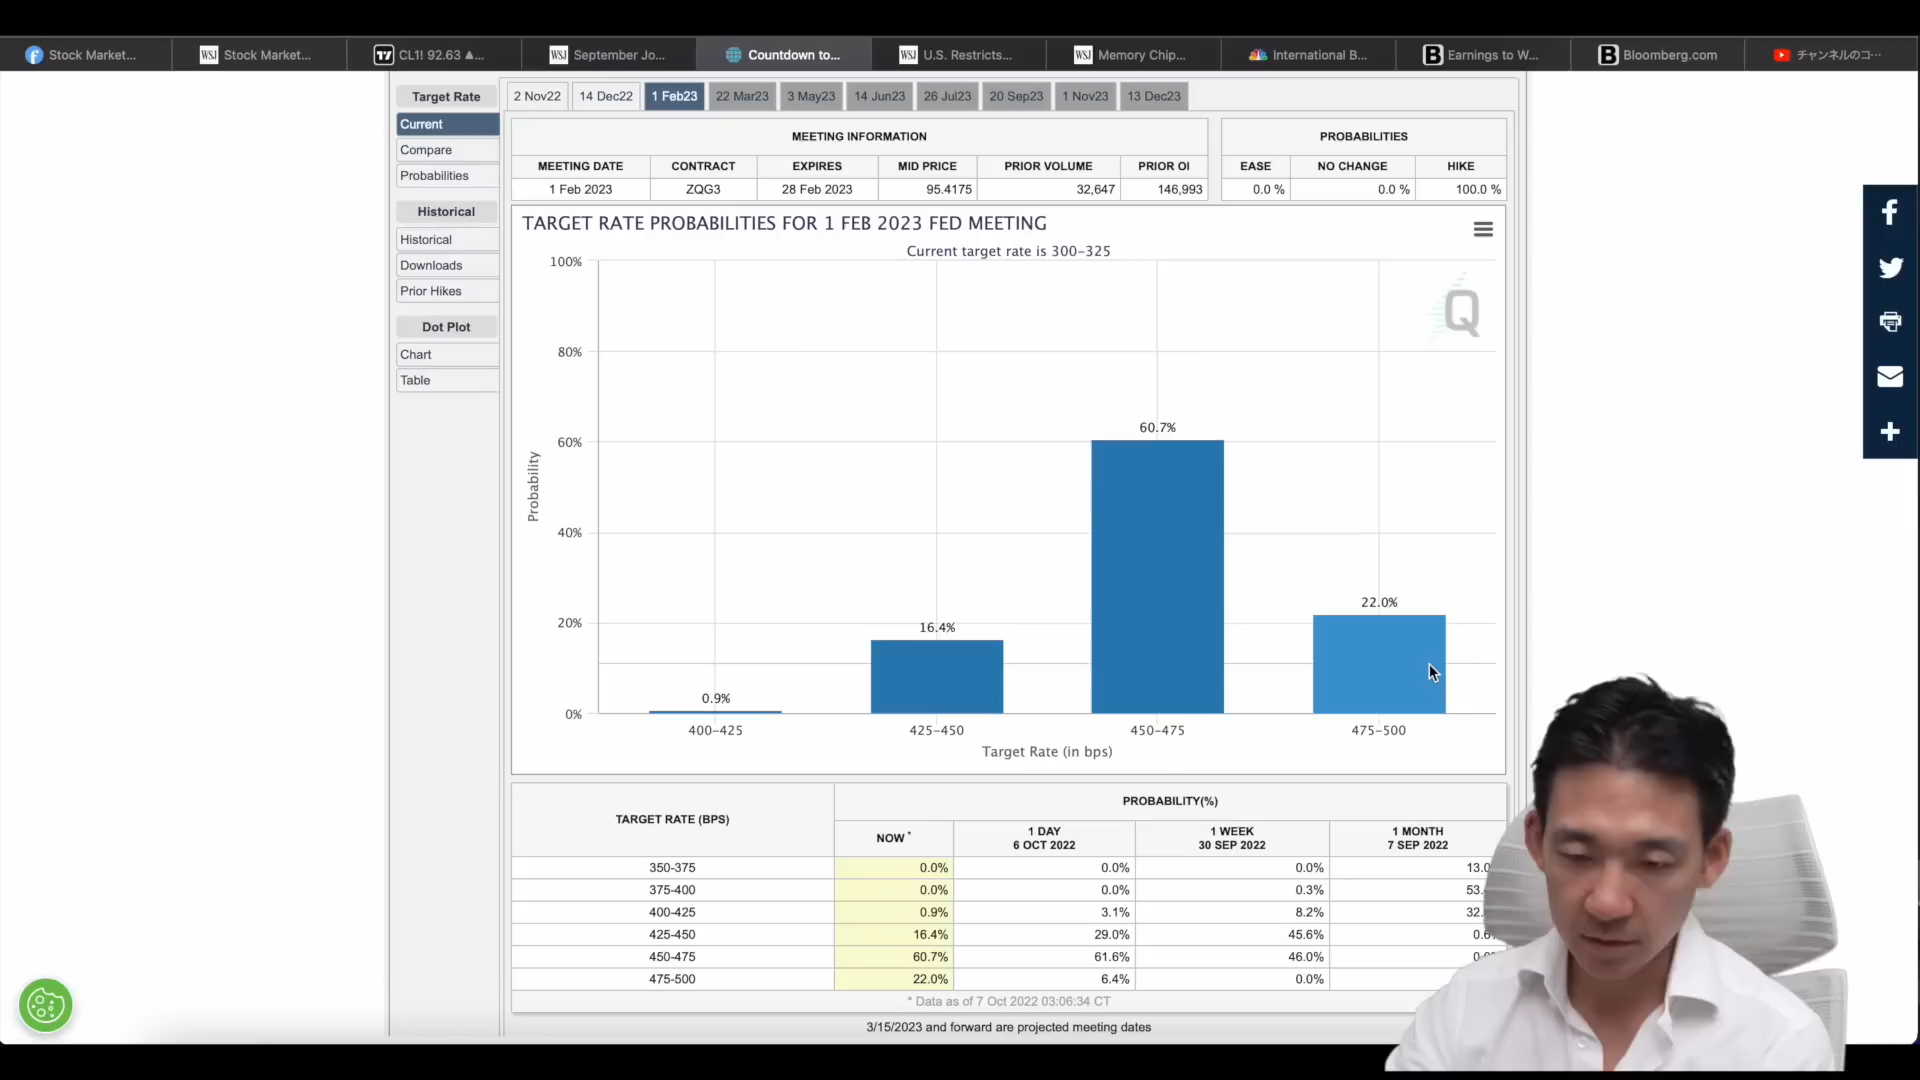 Stock Market...
WSJ Stock Market...
CL1! 92.63 ▲...
WSJ September Jo...
Countdown to...
WSJ U.S. Restricts...
WSJ Memory Chip...
International B...
B Earnings to W...
B Bloomberg.com
チャンネルのコ…
Target Rate
Current
Compare
Probabilities
Historical
Historical
Downloads
Prior Hikes
Dot Plot
Chart
Table
2 Nov22 14 Dec22 1 Feb23 22 Mar23 3 May23 14 Jun23 26 Jul23 20 Sep23 1 Nov23 13 Dec23
MEETING INFORMATION
MEETING DATE CONTRACT EXPIRES MID PRICE PRIOR VOLUME PRIOR OI
1 Feb 2023 ZQG3 28 Feb 2023 95.4175 32,647 146,993
PROBABILITIES
EASE NO CHANGE HIKE
0.0 % 0.0 % 100.0 %
TARGET RATE PROBABILITIES FOR 1 FEB 2023 FED MEETING
Current target rate is 300-325
Q
Probability
100%
80%
60%
40%
20%
0%
0.9%
16.4%
60.7%
22.0%
400-425 425-450 450-475 475-500
Target Rate (in bps)
TARGET RATE (BPS) PROBABILITY(%)
NOW * 1 DAY 1 WEEK 1 MONTH
6 OCT 2022 30 SEP 2022 7 SEP 2022
350-375 0.0% 0.0% 0.0% 13.0
375-400 0.0% 0.0% 0.3% 53.
400-425 0.9% 3.1% 8.2% 32.
425-450 16.4% 29.0% 45.6% 0.6
450-475 60.7% 61.6% 46.0%
475-500 22.0% 6.4% 0.0%
* Data as of 7 Oct 2022 03:06:34 CT
3/15/2023 and forward are projected meeting dates